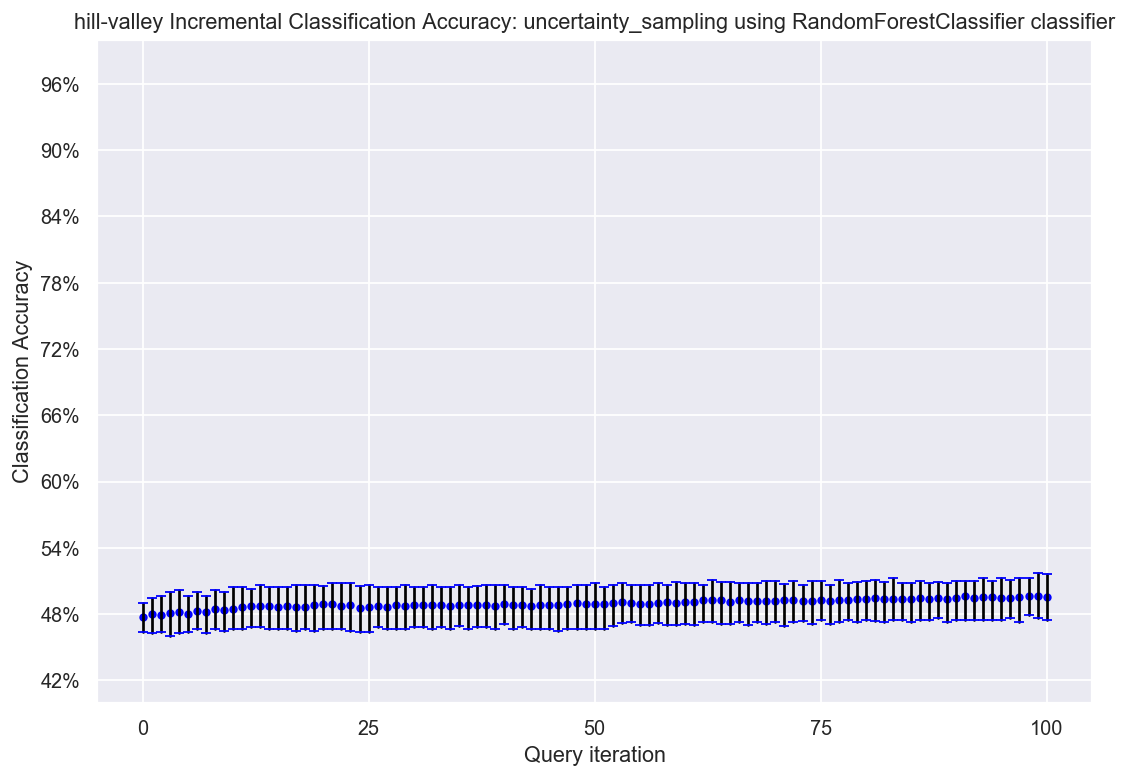 hill-valley Incremental Classification Accuracy: uncertainty_sampling using RandomForestClassifier classifier
96%
90%
84%
78%
72%
66%
60%
54%
48%
42%
Classification Accuracy
0 25 50 75 100
Query iteration